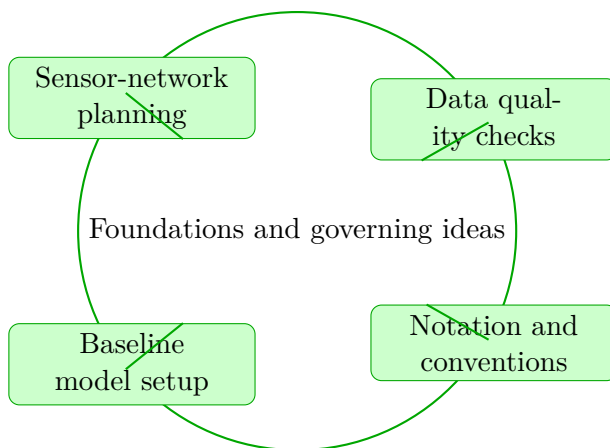 Sensor-network
planning
Data qual-
ity checks
Foundations and governing ideas
Baseline
model setup
Notation and
conventions